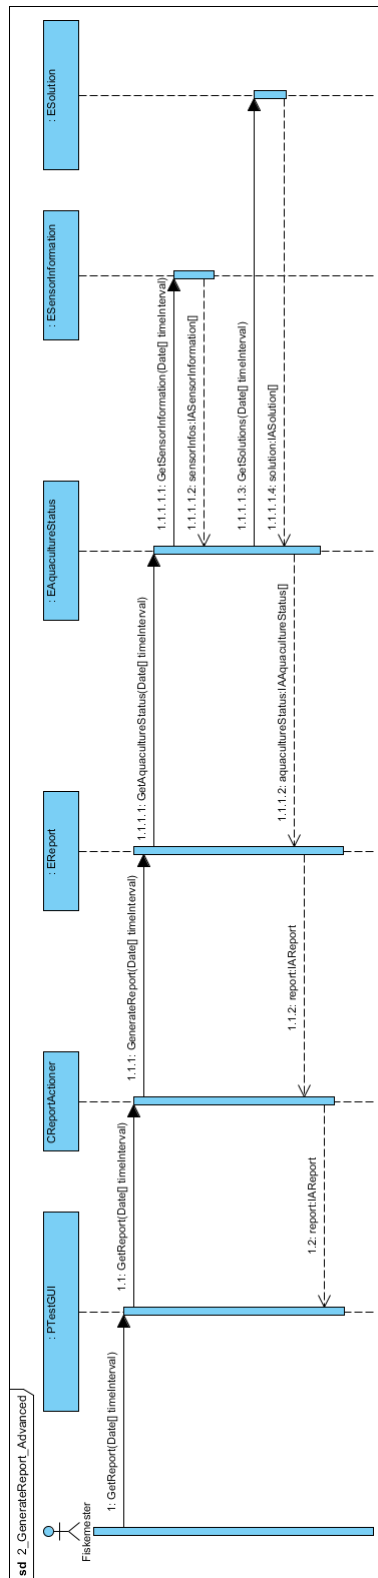 sd 2_GenerateReport_Advanced
Fiskemester
: PTestGUI
CReportActioner
: EReport
: EAquacultureStatus
: ESensorInformation
: ESolution
1: GetReport(Date[] timeInterval)
1.1: GetReport(Date[] timeInterval)
1.1.1: GenerateReport(Date[] timeInterval)
1.1.1.1: GetAquacultureStatus(Date[] timeInterval)
1.1.1.1.1: GetSensorInformation(Date[] timeInterval)
1.1.1.1.2: sensorInfos:IASensorInformation[]
1.1.1.1.3: GetSolutions(Date[] timeInterval)
1.1.1.1.4: solution:IASolution[]
1.1.1.2: aquacultureStatus:IAAquacultureStatus[]
1.1.2: report:IAReport
1.2: report:IAReport